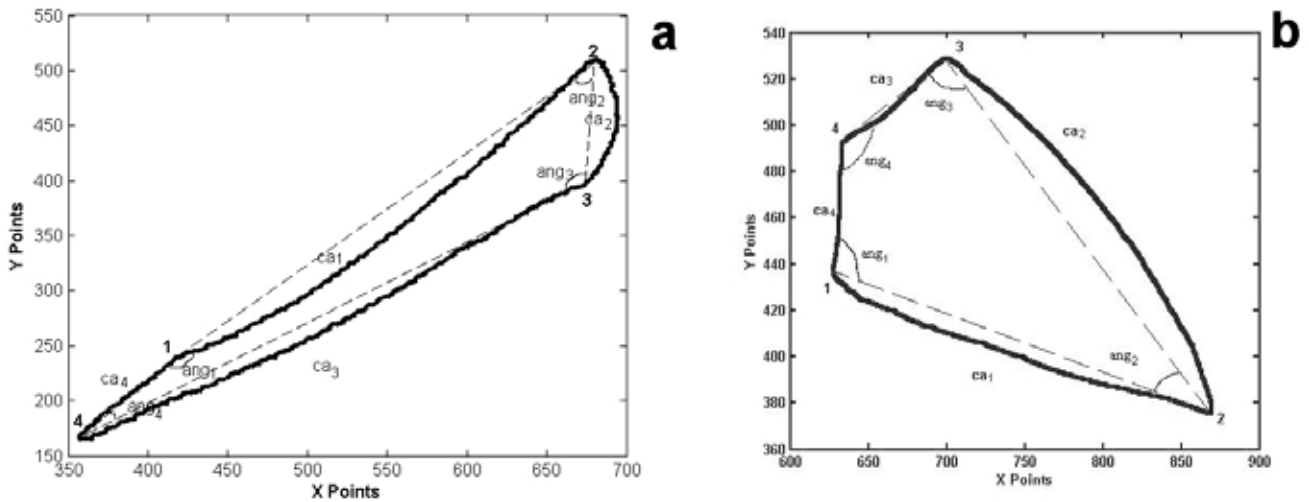 a
550
500
450
400
350
300
250
200
150
Y Points
350 400 450 500 550 600 650 700
X Points
2
ang2
ca2
ang3
3
ca1
1
ang1
ca3
ca4
4
ang4
b
540
520
500
480
460
440
420
400
380
360
Y Points
600 650 700 750 800 850 900
X Points
3
ca3
ang3
ca2
4
ang4
ca4
ang1
1
ang2
ca1
2